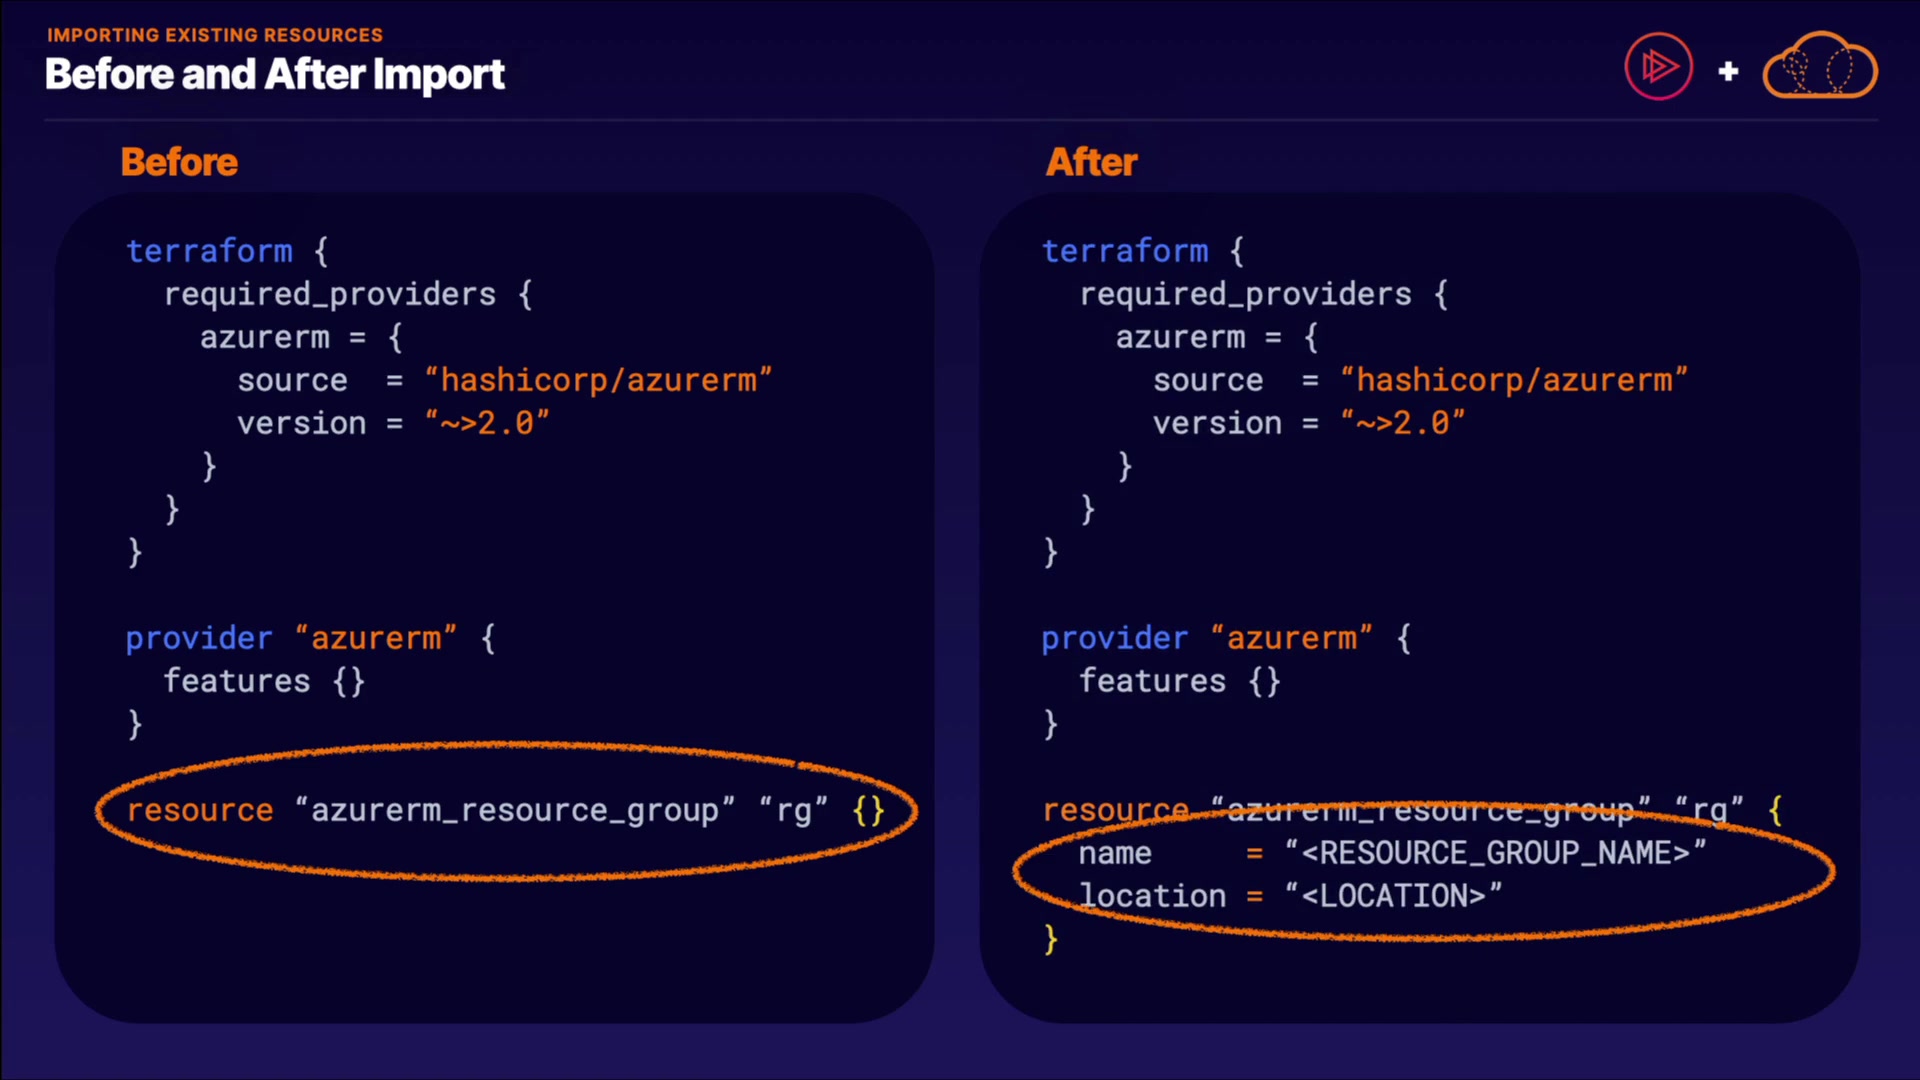 IMPORTING EXISTING RESOURCES
Before and After Import
+
Before
terraform {
  required_providers {
    azurerm = {
      source  = “hashicorp/azurerm”
      version = “~>2.0”
    }
  }
}
provider “azurerm” {
  features {}
}
resource “azurerm_resource_group” “rg” {}
After
terraform {
  required_providers {
    azurerm = {
      source  = “hashicorp/azurerm”
      version = “~>2.0”
    }
  }
}
provider “azurerm” {
  features {}
}
resource “azurerm_resource_group” “rg” {
  name     = “<RESOURCE_GROUP_NAME>”
  location = “<LOCATION>”
}